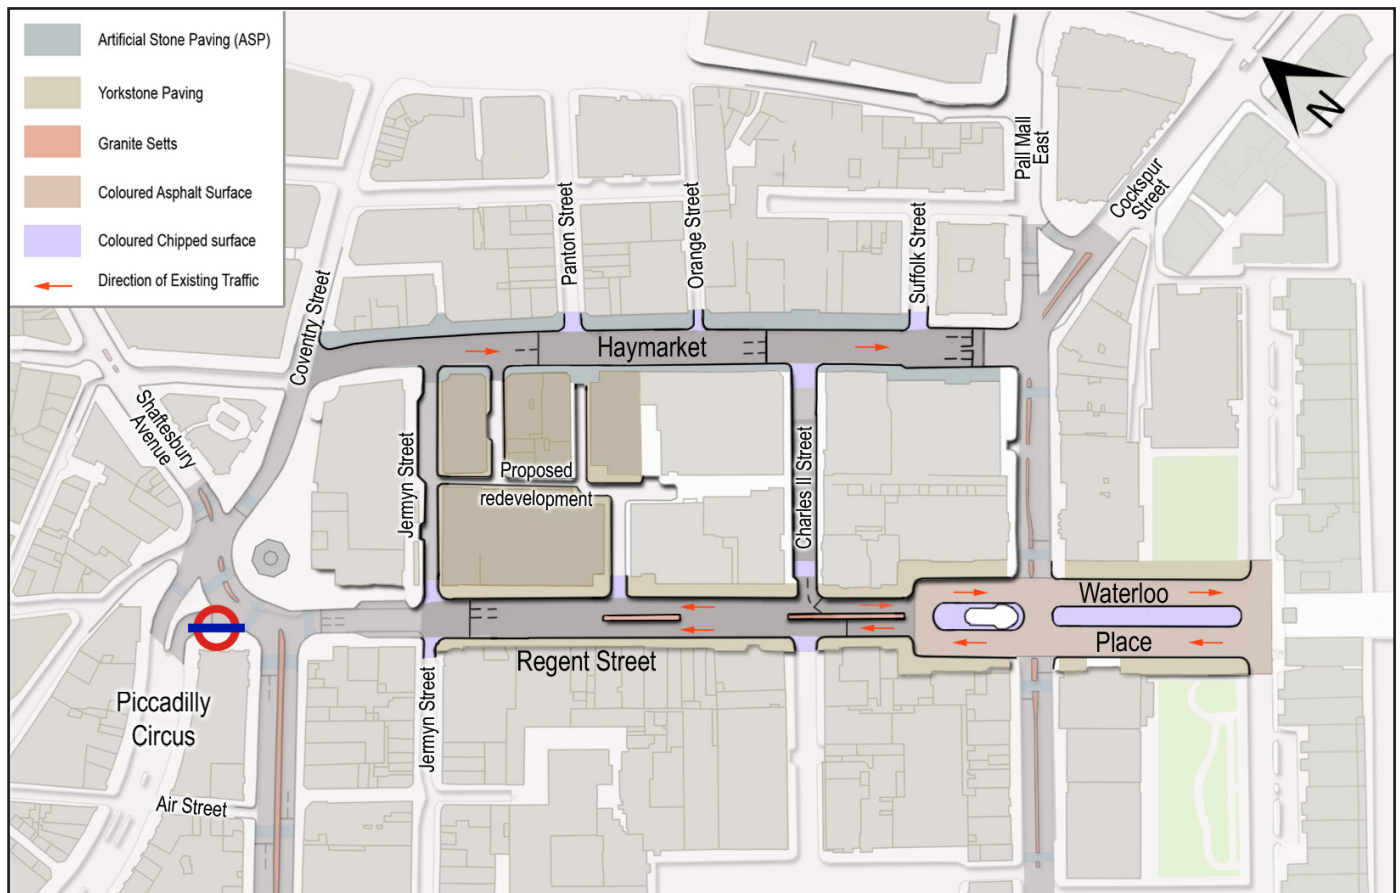 Artificial Stone Paving (ASP)
Yorkstone Paving
Granite Setts
Coloured Asphalt Surface
Coloured Chipped surface
Direction of Existing Traffic
N
Pall Mall
East
Cockspur
Street
Panton Street
Orange Street
Suffolk Street
Coventry Street
Haymarket
Shaftesbury
Avenue
Jermyn Street
Proposed
redevelopment
Charles II Street
Waterloo
Place
Regent Street
Piccadilly
Circus
Jermyn Street
Air Street